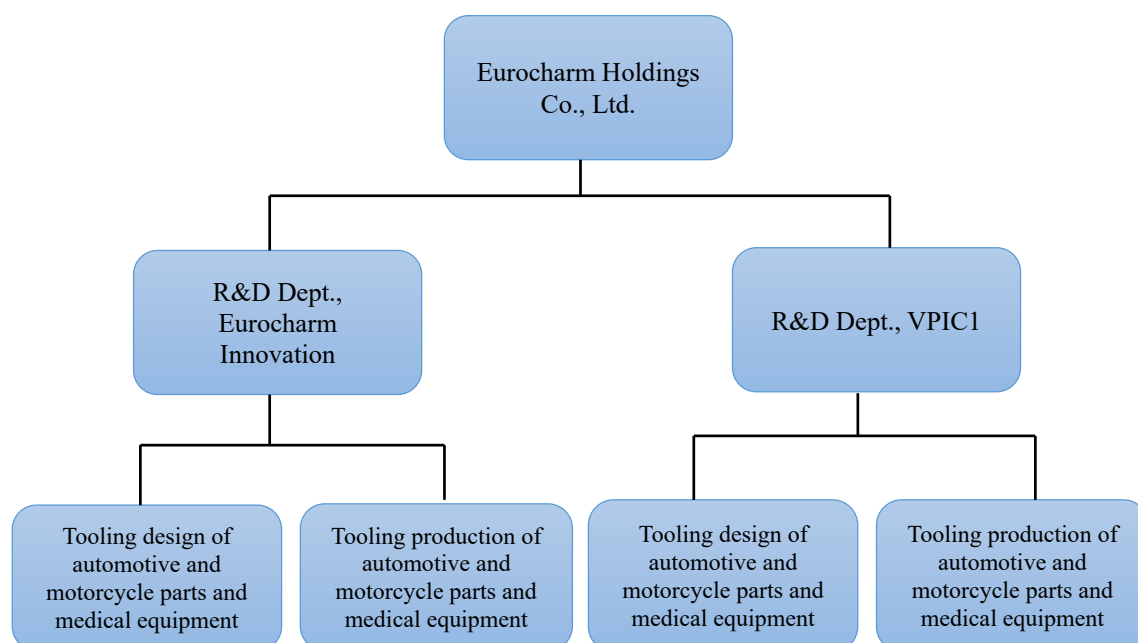 Eurocharm Holdings
Co., Ltd.
R&D Dept.,
Eurocharm
Innovation
R&D Dept., VPIC1
Tooling design of
automotive and
motorcycle parts and
medical equipment
Tooling production of
automotive and
motorcycle parts and
medical equipment
Tooling design of
automotive and
motorcycle parts and
medical equipment
Tooling production of
automotive and
motorcycle parts and
medical equipment